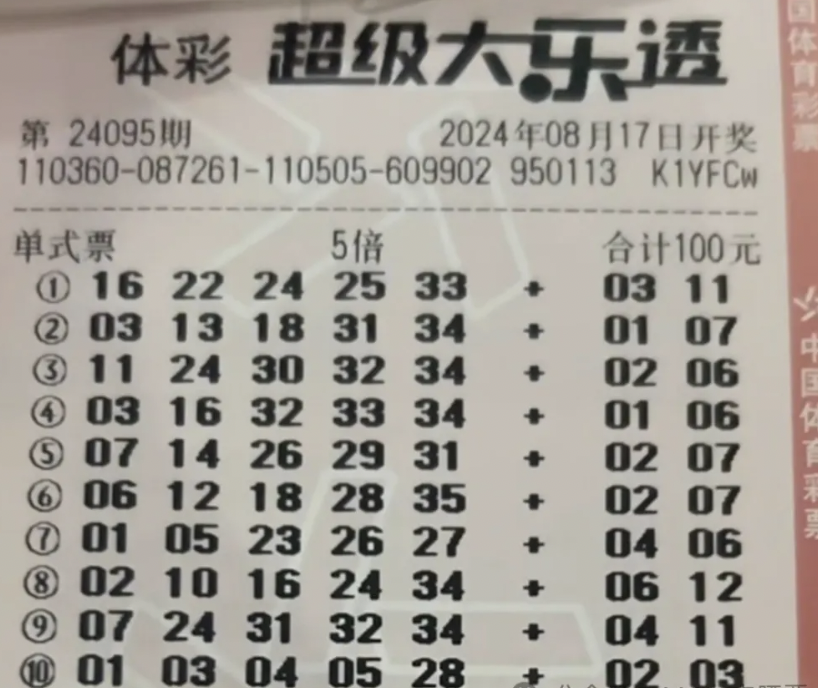 体彩 超级大乐透
第 24095期 2024年08月17日开奖
110360-087261-110505-609902 950113 K1YFCw
单式票 5倍 合计100元
① 16 22 24 25 33 + 03 11
② 03 13 18 31 34 + 01 07
③ 11 24 30 32 34 + 02 06
④ 03 16 32 33 34 + 01 06
⑤ 07 14 26 29 31 + 02 07
⑥ 06 12 18 28 35 + 02 07
⑦ 01 05 23 26 27 + 04 06
⑧ 02 10 16 24 34 + 06 12
⑨ 07 24 31 32 34 + 04 11
⑩ 01 03 04 05 28 + 02 03
国体育彩票
中国体育彩票